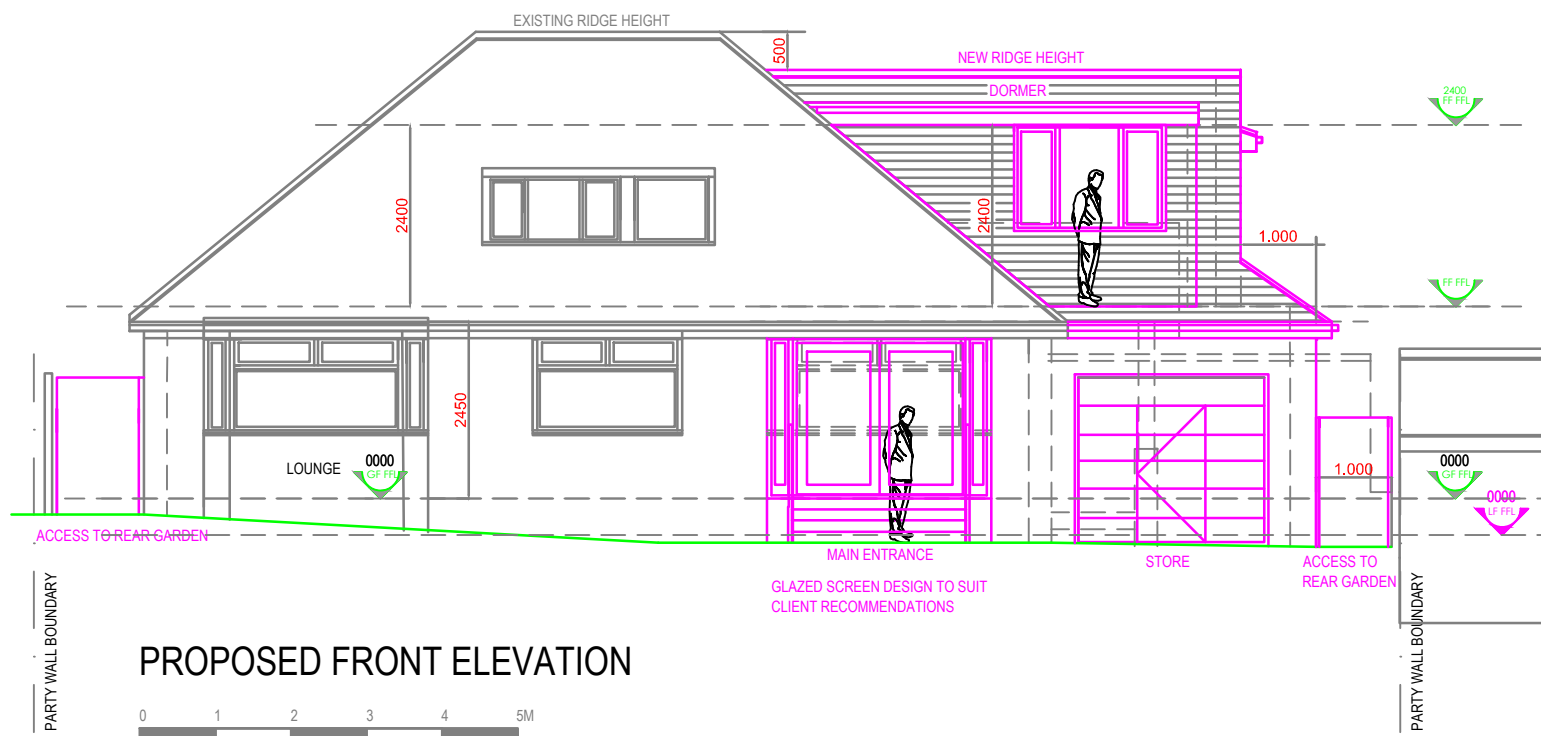 EXISTING RIDGE HEIGHT
500
NEW RIDGE HEIGHT
DORMER
2400
FF FFL
2400
2400
1.000
FF FFL
2450
LOUNGE
0000
GF FFL
1.000
0000
GF FFL
0000
LF FFL
ACCESS TO REAR GARDEN
MAIN ENTRANCE
STORE
ACCESS TO
REAR GARDEN
GLAZED SCREEN DESIGN TO SUIT
CLIENT RECOMMENDATIONS
PARTY WALL BOUNDARY
PARTY WALL BOUNDARY
PROPOSED FRONT ELEVATION
0 1 2 3 4 5M